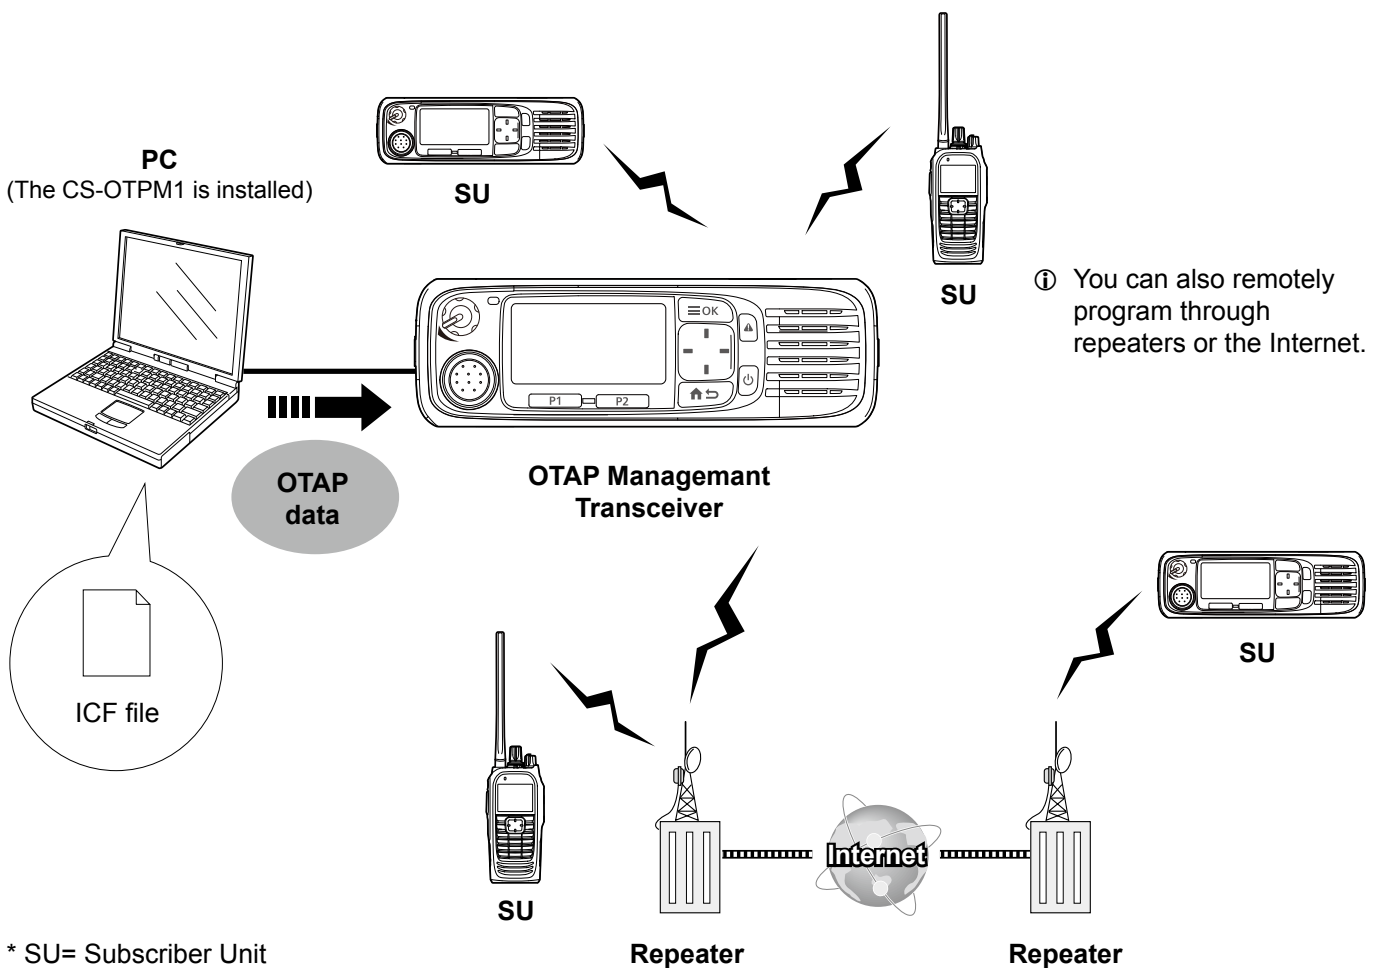 PC
(The CS-OTPM1 is installed)
SU
SU
You can also remotely
program through
repeaters or the Internet.
OK
P1
P2
OTAP
data
OTAP Managemant
Transceiver
ICF file
SU
SU
Internet
Repeater
Repeater
* SU= Subscriber Unit